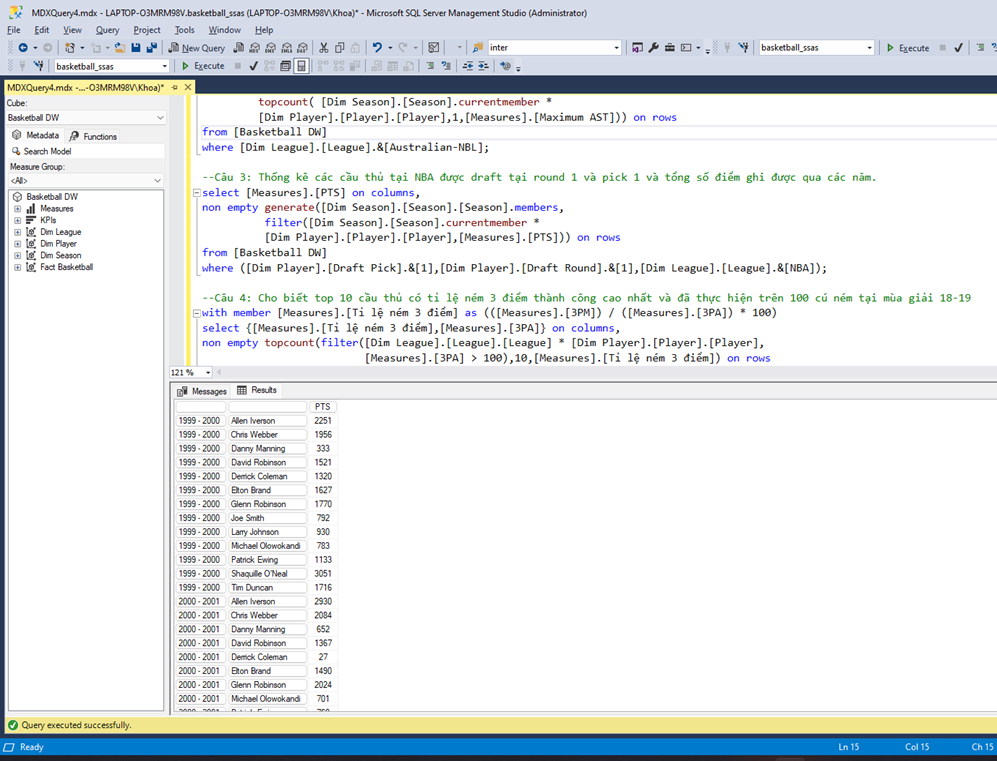 MDXQuery4.mdx - LAPTOP-O3MRM98V.basketball_ssas (LAPTOP-O3MRM98V\Khoa)* - Microsoft SQL Server Management Studio (Administrator)
File Edit View Query Project Tools Window Help
New Query inter basketball_ssas Execute
basketball_ssas Execute
MDXQuery4.mdx -...-O3MRM98V\Khoa)*
Cube:
Basketball DW
Metadata Functions
Search Model
Measure Group:
<All>
Basketball DW
Measures
KPIs
Dim League
Dim Player
Dim Season
Fact Basketball
topcount( [Dim Season].[Season].currentmember *
[Dim Player].[Player].[Player],1,[Measures].[Maximum AST])) on rows
from [Basketball DW]
where [Dim League].[League].&[Australian-NBL];
--Câu 3: Thống kê các cầu thủ tại NBA được draft tại round 1 và pick 1 và tổng số điểm ghi được qua các năm.
select [Measures].[PTS] on columns,
non empty generate([Dim Season].[Season].[Season].members,
filter([Dim Season].[Season].currentmember *
[Dim Player].[Player].[Player],[Measures].[PTS])) on rows
from [Basketball DW]
where ([Dim Player].[Draft Pick].&[1],[Dim Player].[Draft Round].&[1],[Dim League].[League].&[NBA]);
--Câu 4: Cho biết top 10 cầu thủ có tỉ lệ ném 3 điểm thành công cao nhất và đã thực hiện trên 100 cú ném tại mùa giải 18-19
with member [Measures].[Tỉ lệ ném 3 điểm] as (([Measures].[3PM]) / ([Measures].[3PA]) * 100)
select {[Measures].[Tỉ lệ ném 3 điểm],[Measures].[3PA]} on columns,
non empty topcount(filter([Dim League].[League].[League] * [Dim Player].[Player].[Player],
[Measures].[3PA] > 100),10,[Measures].[Tỉ lệ ném 3 điểm]) on rows
121 %
Messages Results
PTS
1999 - 2000 Allen Iverson 2251
1999 - 2000 Chris Webber 1956
1999 - 2000 Danny Manning 333
1999 - 2000 David Robinson 1521
1999 - 2000 Derrick Coleman 1320
1999 - 2000 Elton Brand 1627
1999 - 2000 Glenn Robinson 1770
1999 - 2000 Joe Smith 792
1999 - 2000 Larry Johnson 930
1999 - 2000 Michael Olowokandi 783
1999 - 2000 Patrick Ewing 1133
1999 - 2000 Shaquille O'Neal 3051
1999 - 2000 Tim Duncan 1716
2000 - 2001 Allen Iverson 2930
2000 - 2001 Chris Webber 2084
2000 - 2001 Danny Manning 652
2000 - 2001 David Robinson 1367
2000 - 2001 Derrick Coleman 27
2000 - 2001 Elton Brand 1490
2000 - 2001 Glenn Robinson 2024
2000 - 2001 Michael Olowokandi 701
Query executed successfully.
Ready Ln 15 Col 15 Ch 15